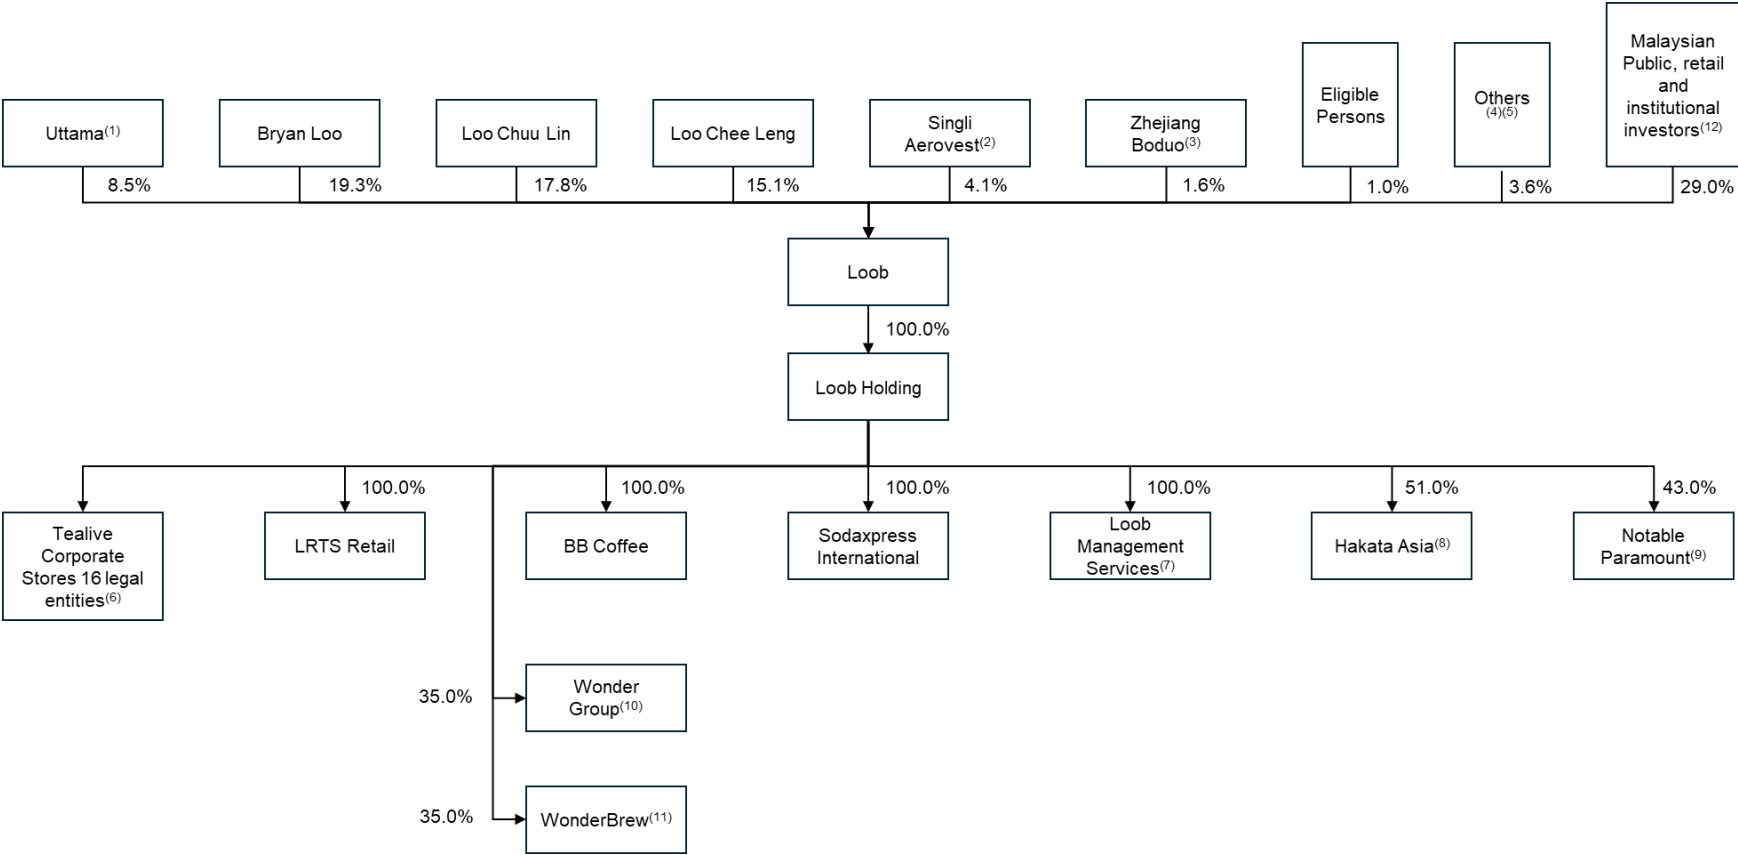 Uttama(1)
Bryan Loo
Loo Chuu Lin
Loo Chee Leng
Singli
Aerovest(2)
Zhejiang
Boduo(3)
Eligible
Persons
Others
(4)(5)
Malaysian
Public, retail
and
institutional
investors(12)
8.5%
19.3%
17.8%
15.1%
4.1%
1.6%
1.0%
3.6%
29.0%
Loob
100.0%
Loob Holding
100.0%
100.0%
100.0%
100.0%
51.0%
43.0%
Tealive
Corporate
Stores 16 legal
entities(6)
LRTS Retail
BB Coffee
Sodaxpress
International
Loob
Management
Services(7)
Hakata Asia(8)
Notable
Paramount(9)
35.0%
Wonder
Group(10)
35.0%
WonderBrew(11)